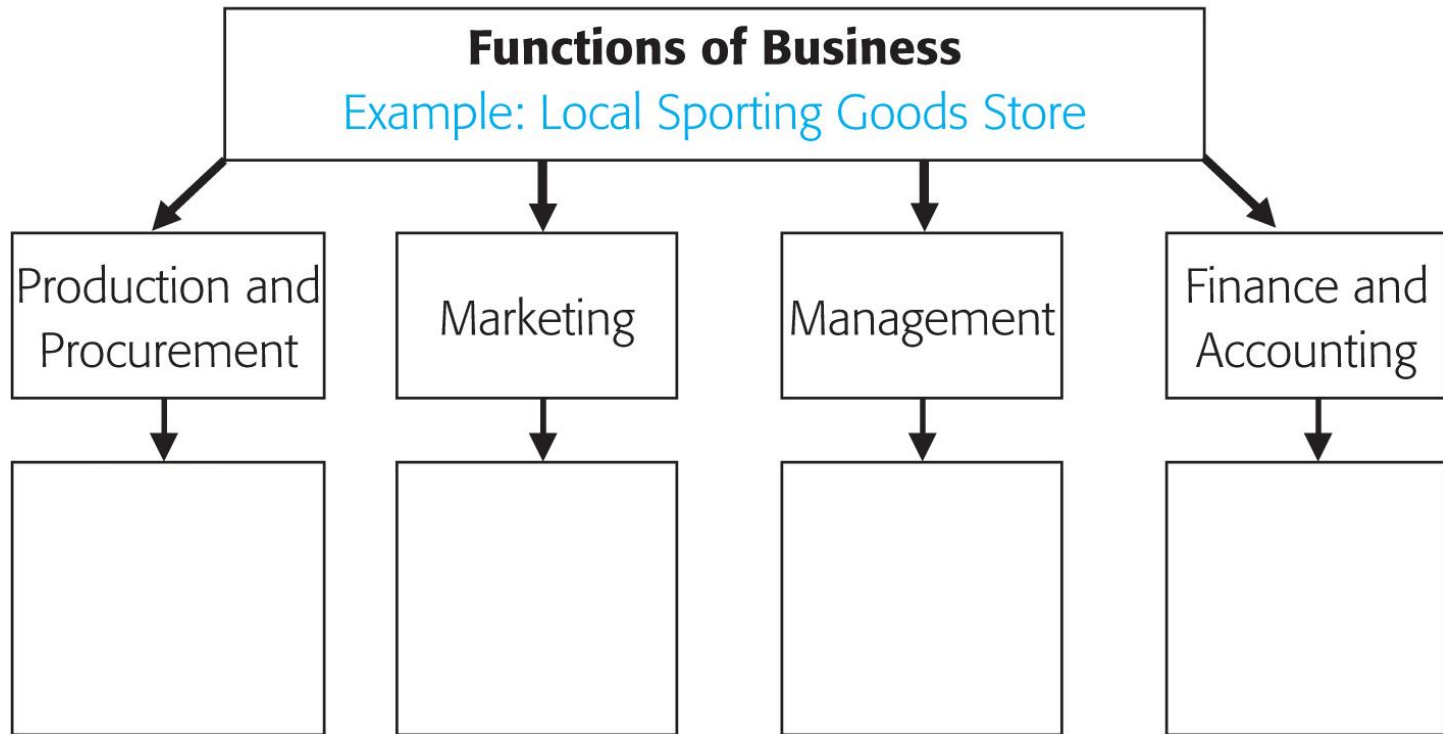 Functions of Business
Example: Local Sporting Goods Store
Production and
Procurement
Marketing
Management
Finance and
Accounting